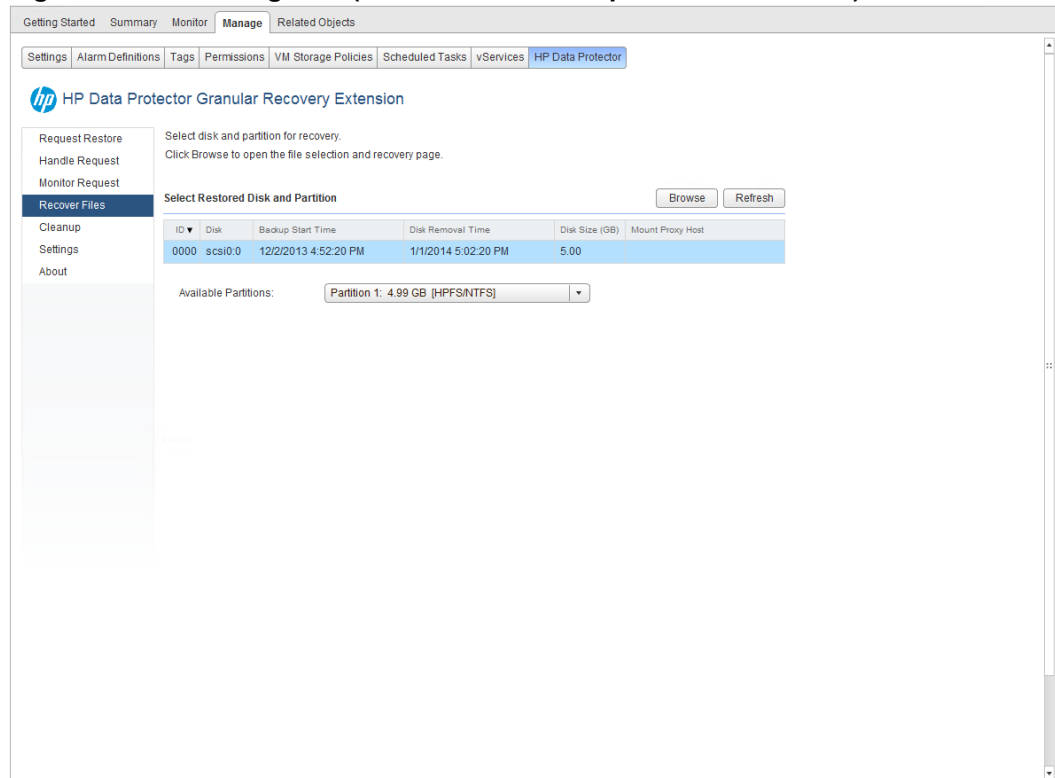 Getting Started Summary Monitor Manage Related Objects
Settings Alarm Definitions Tags Permissions VM Storage Policies Scheduled Tasks vServices HP Data Protector
hp HP Data Protector Granular Recovery Extension
Request Restore
Handle Request
Monitor Request
Recover Files
Cleanup
Settings
About
Select disk and partition for recovery.
Click Browse to open the file selection and recovery page.
Select Restored Disk and Partition Browse Refresh
ID Disk Backup Start Time Disk Removal Time Disk Size (GB) Mount Proxy Host
0000 scsi0:0 12/2/2013 4:52:20 PM 1/1/2014 5:02:20 PM 5.00
Available Partitions: Partition 1: 4.99 GB [HPFS/NTFS]